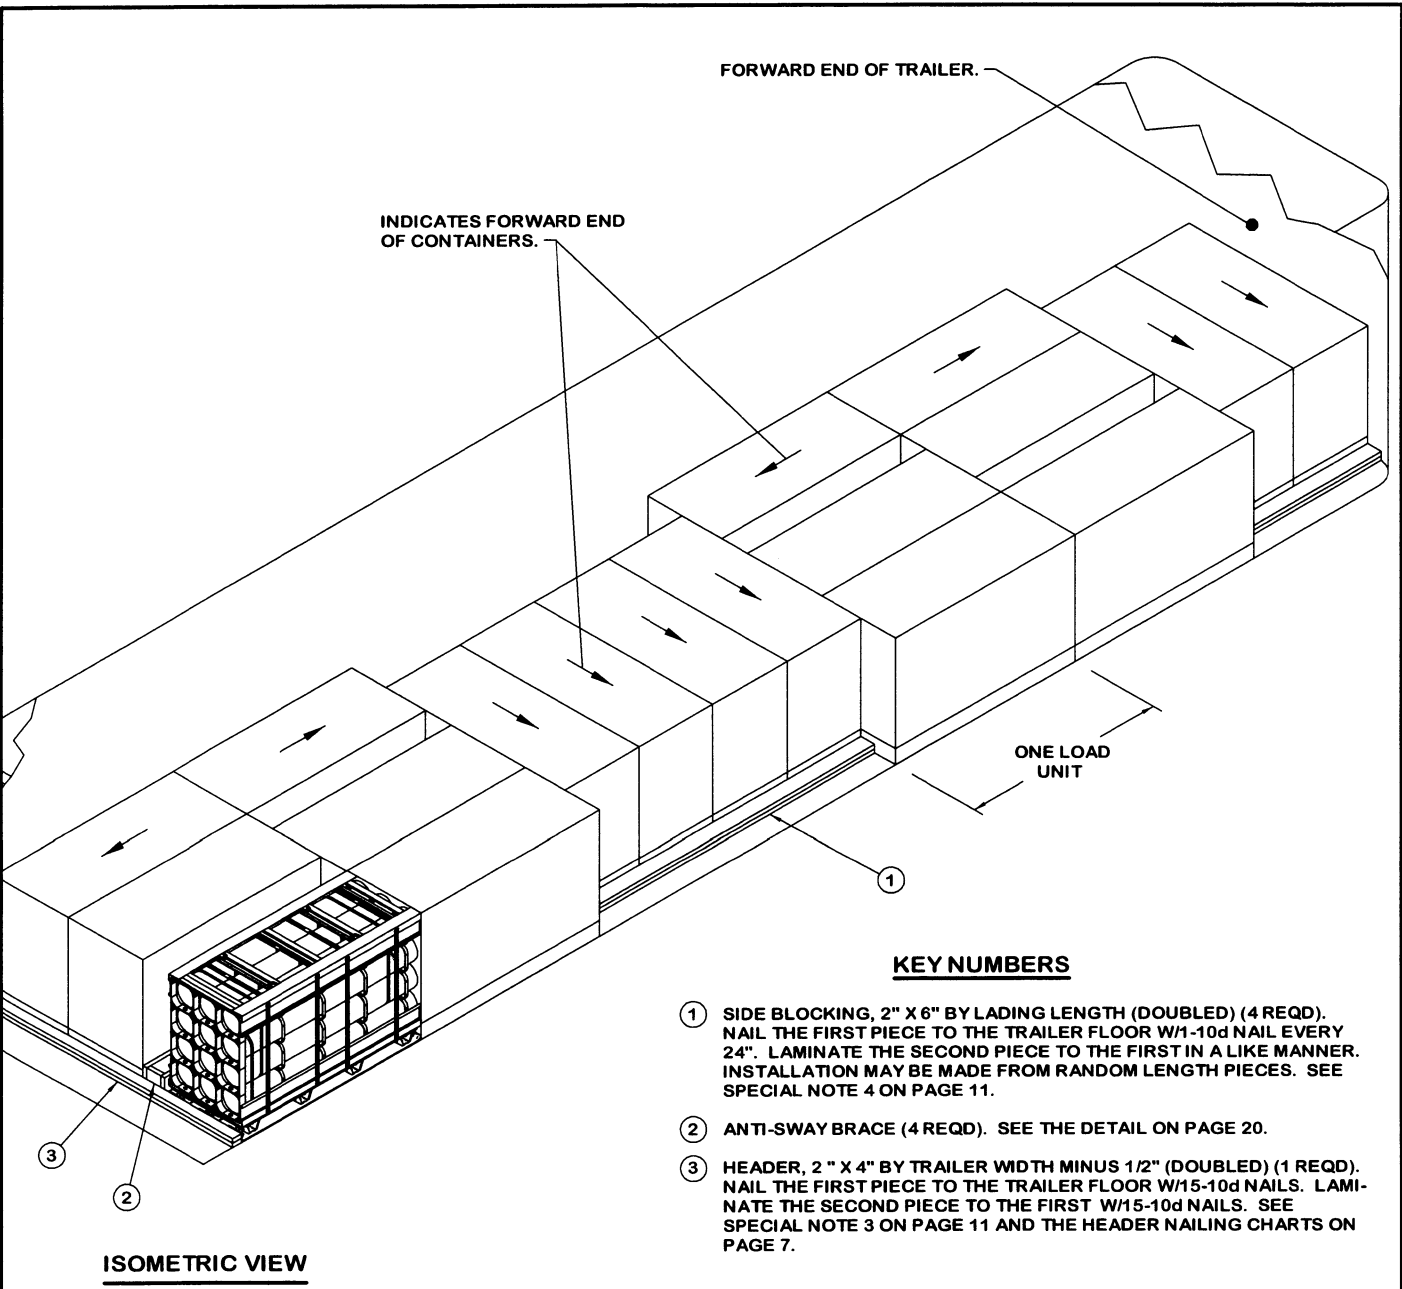 FORWARD END OF TRAILER.
INDICATES FORWARD END
OF CONTAINERS.
ONE LOAD
UNIT
1
KEY NUMBERS
1 SIDE BLOCKING, 2" X 6" BY LADING LENGTH (DOUBLED) (4 REQD).
NAIL THE FIRST PIECE TO THE TRAILER FLOOR W/1-10d NAIL EVERY
24". LAMINATE THE SECOND PIECE TO THE FIRST IN A LIKE MANNER.
INSTALLATION MAY BE MADE FROM RANDOM LENGTH PIECES. SEE
SPECIAL NOTE 4 ON PAGE 11.
2 ANTI-SWAY BRACE (4 REQD). SEE THE DETAIL ON PAGE 20.
3 HEADER, 2 " X 4" BY TRAILER WIDTH MINUS 1/2" (DOUBLED) (1 REQD).
NAIL THE FIRST PIECE TO THE TRAILER FLOOR W/15-10d NAILS. LAMI-
NATE THE SECOND PIECE TO THE FIRST W/15-10d NAILS. SEE
SPECIAL NOTE 3 ON PAGE 11 AND THE HEADER NAILING CHARTS ON
PAGE 7.
3
2
ISOMETRIC VIEW